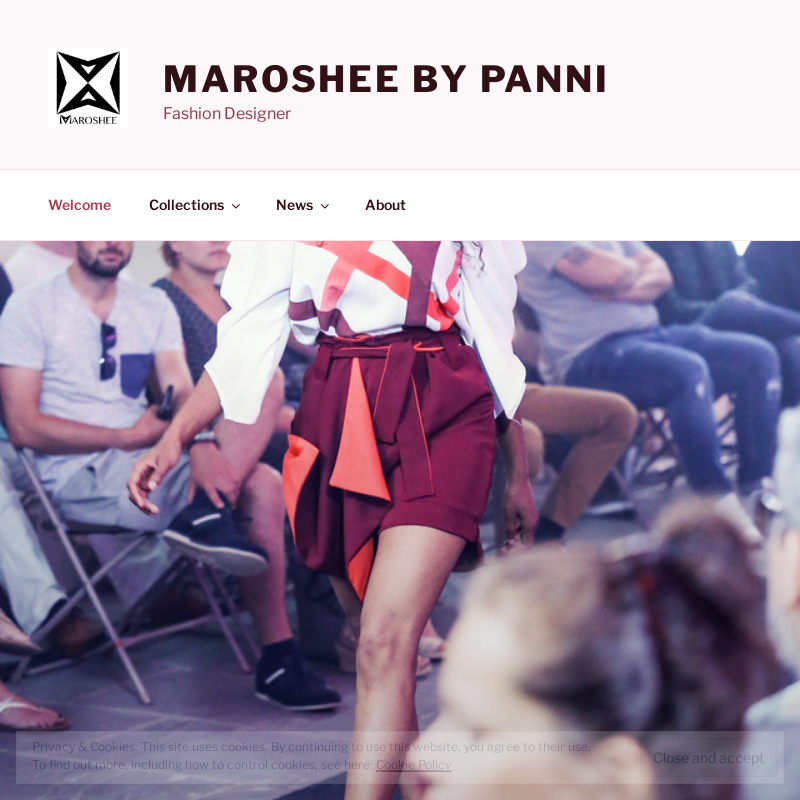 MAROSHEE
MAROSHEE BY PANNI
Fashion Designer
Welcome
Collections
News
About
Privacy & Cookies: This site uses cookies. By continuing to use this website, you agree to their use.
To find out more, including how to control cookies, see here: Cookie Policy
Close and accept